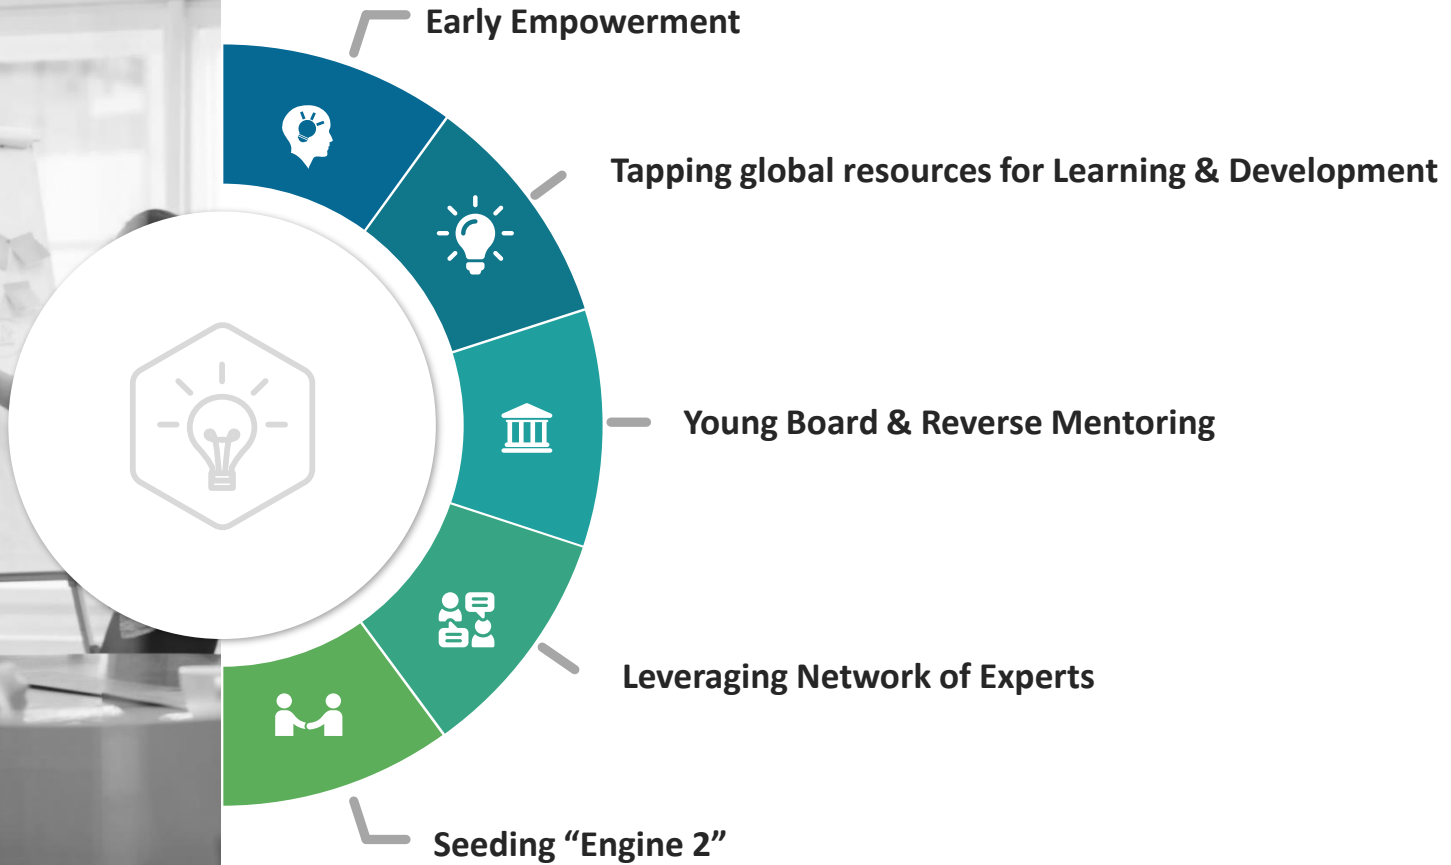 Early Empowerment
Tapping global resources for Learning & Development
Young Board & Reverse Mentoring
Leveraging Network of Experts
Seeding “Engine 2”